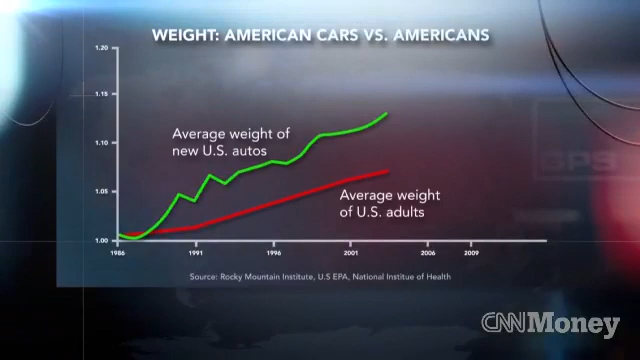 WEIGHT: AMERICAN CARS VS. AMERICANS
1.20
1.15
1.10
1.05
1.00
Average weight of
new U.S. autos
Average weight
of U.S. adults
GPS
1986 1991 1996 2001 2006 2009
Source: Rocky Mountain Institute, U.S EPA, National Institue of Health
CNNMoney